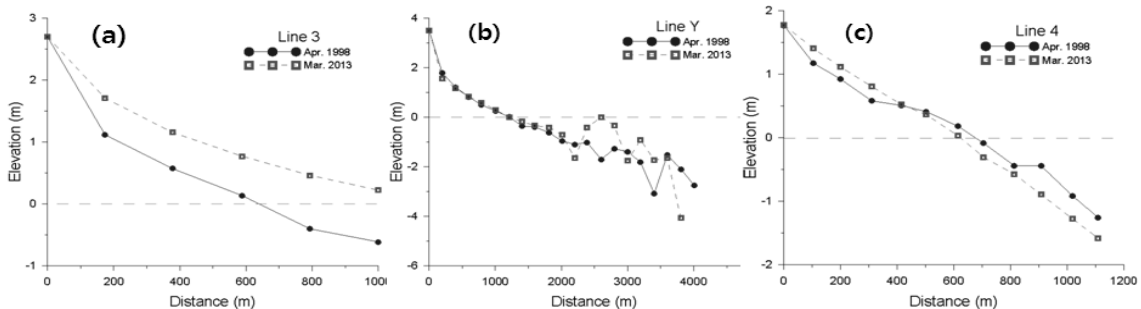 (a)
Line 3
Apr. 1998
Mar. 2013
Elevation (m)
3
2
1
0
-1
0
200
400
600
800
1000
Distance (m)
(b)
Line Y
Apr. 1998
Mar. 2013
Elevation (m)
4
2
0
-2
-4
-6
0
1000
2000
3000
4000
Distance (m)
(c)
Line 4
Apr. 1998
Mar. 2013
Elevation (m)
2
1
0
-1
-2
0
200
400
600
800
1000
1200
Distance (m)